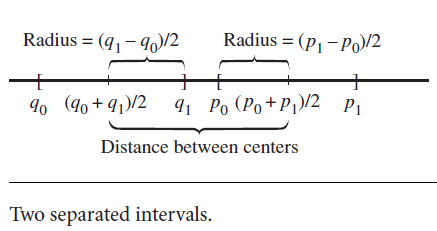 Radius = (q₁ – q₀)/2 Radius = (p₁ – p₀)/2
q₀ (q₀ + q₁)/2 q₁ p₀ (p₀ + p₁)/2 p₁
Distance between centers
Two separated intervals.